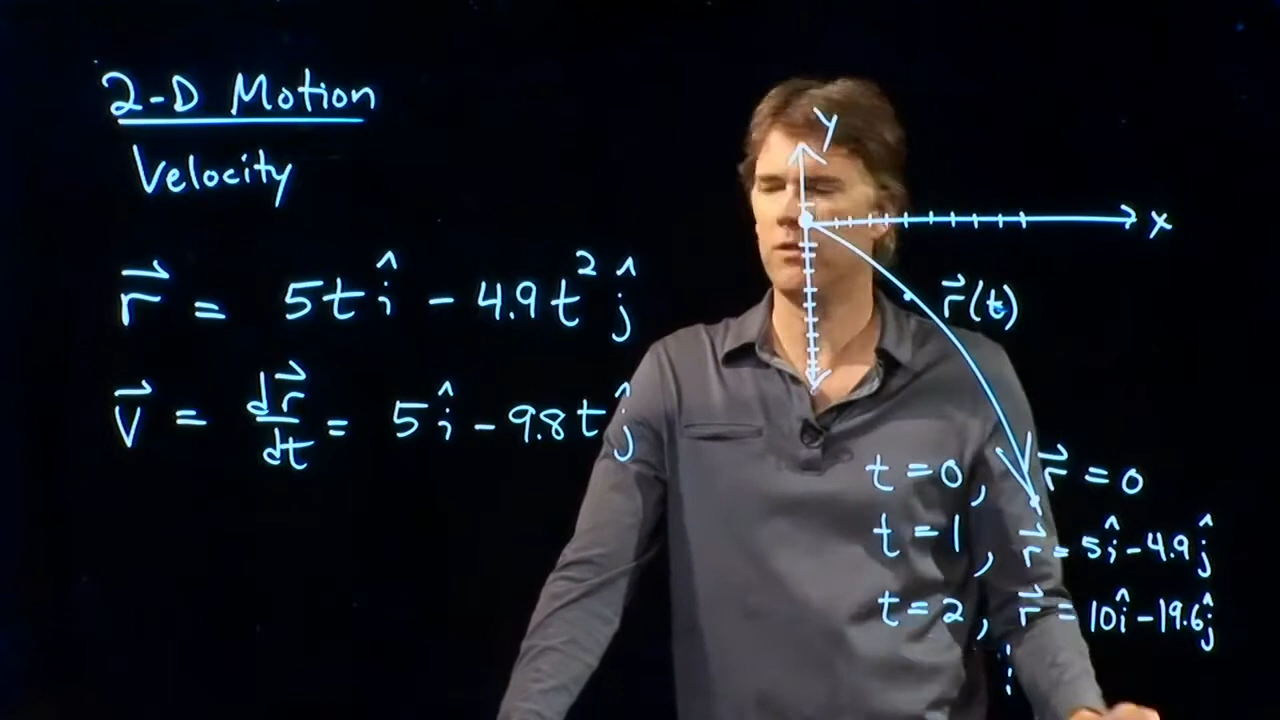 2-D Motion
Velocity
r⃗ = 5t î − 4.9t² ĵ
v⃗ = dr⃗/dt = 5 î − 9.8t ĵ
y
x
r⃗(t)
t = 0, r⃗ = 0
t = 1, r⃗ = 5î − 4.9ĵ
t = 2, r⃗ = 10î − 19.6ĵ
⋮